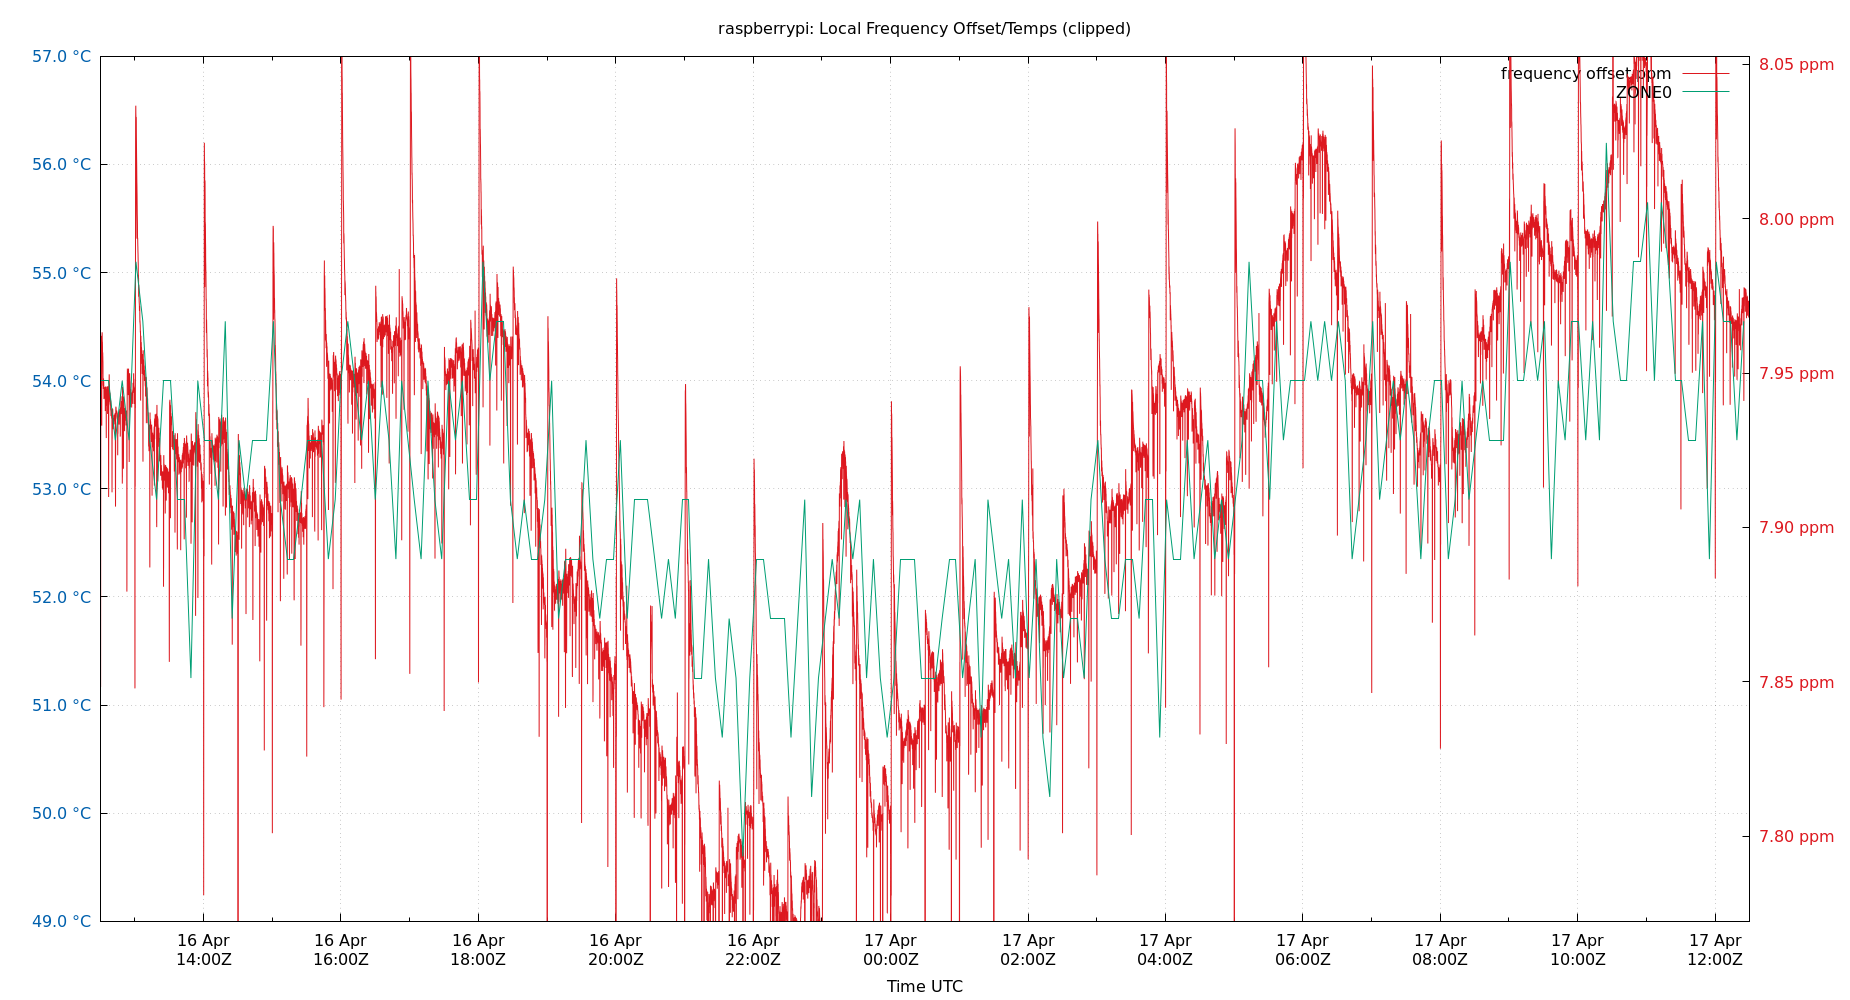 raspberrypi: Local Frequency Offset/Temps (clipped)
57.0 °C
56.0 °C
55.0 °C
54.0 °C
53.0 °C
52.0 °C
51.0 °C
50.0 °C
49.0 °C
frequency offset ppm
ZONE0
8.05 ppm
8.00 ppm
7.95 ppm
7.90 ppm
7.85 ppm
7.80 ppm
16 Apr
14:00Z
16 Apr
16:00Z
16 Apr
18:00Z
16 Apr
20:00Z
16 Apr
22:00Z
17 Apr
00:00Z
17 Apr
02:00Z
17 Apr
04:00Z
17 Apr
06:00Z
17 Apr
08:00Z
17 Apr
10:00Z
17 Apr
12:00Z
Time UTC